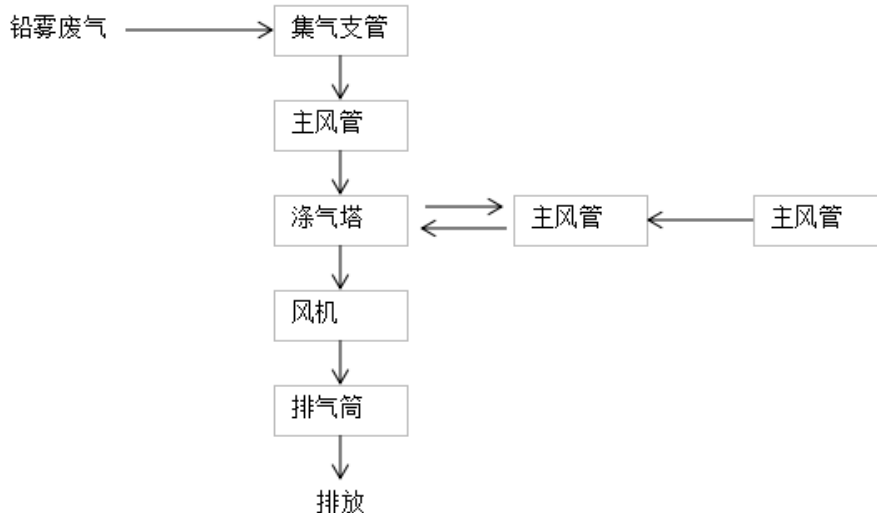 铅雾废气
集气支管
主风管
涤气塔
主风管
主风管
风机
排气筒
排放